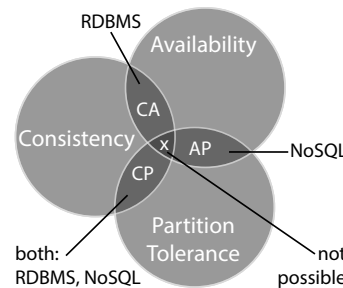 RDBMS
Availability
CA
Consistency
x
AP
NoSQL
CP
Partition
Tolerance
both:
RDBMS, NoSQL
not
possible